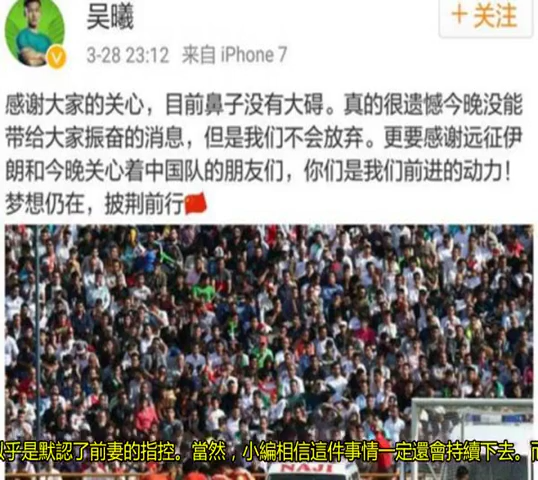 吴曦
+ 关注
3-28 23:12 来自 iPhone 7
感谢大家的关心，目前鼻子没有大碍。真的很遗憾今晚没能
带给大家振奋的消息，但是我们不会放弃。更要感谢远征伊
朗和今晚关心着中国队的朋友们，你们是我们前进的动力！
梦想仍在，披荆前行🇨🇳
乎是默認了前妻的指控。當然，小編相信這件事情一定還會持續下去。
NAJI